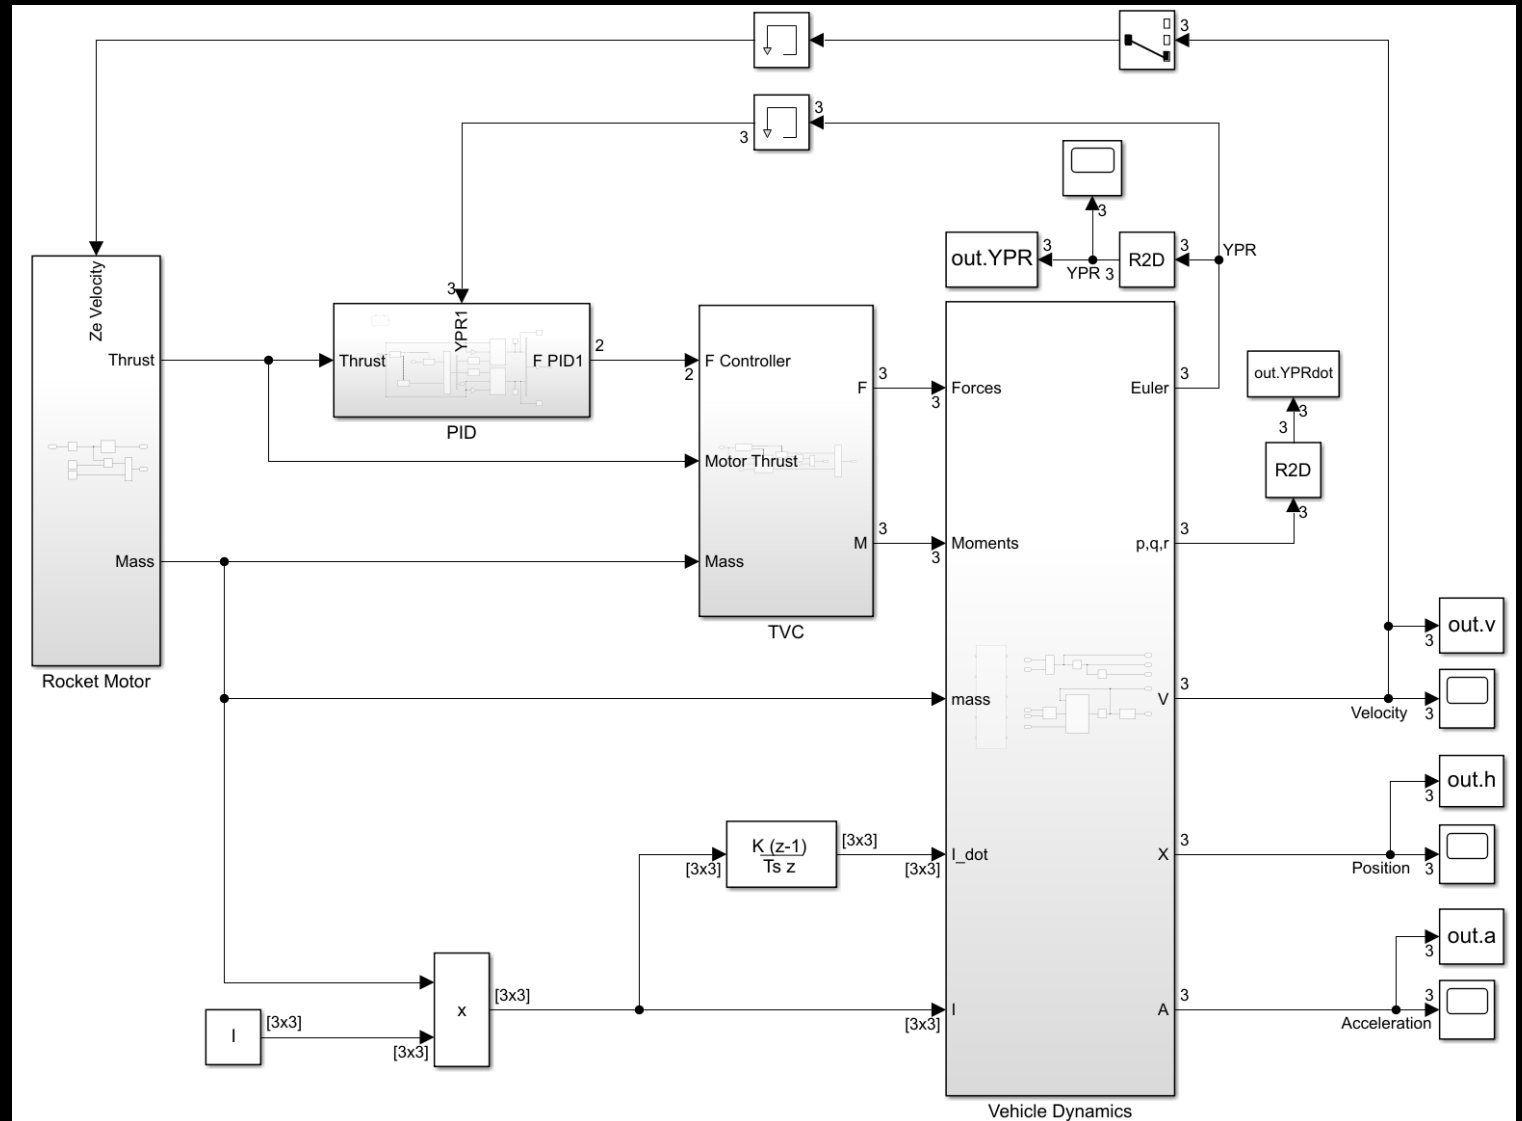 3
3
3
3
Ze Velocity
out.YPR
3
YPR 3
R2D
3
YPR
3
YPR1
Thrust
Thrust
F PID1
2
PID
F Controller
2
F
3
Forces
3
Euler
3
out.YPRdot
3
3
R2D
3
Motor Thrust
Mass
Mass
M
3
Moments
3
p,q,r
3
TVC
Rocket Motor
out.v
3
mass
V
3
Velocity
3
out.h
3
K (z-1)
Ts z
[3x3]
[3x3]
I_dot
[3x3]
X
3
Position
3
out.a
3
x
[3x3]
I
[3x3]
[3x3]
I
[3x3]
A
3
Acceleration
3
Vehicle Dynamics